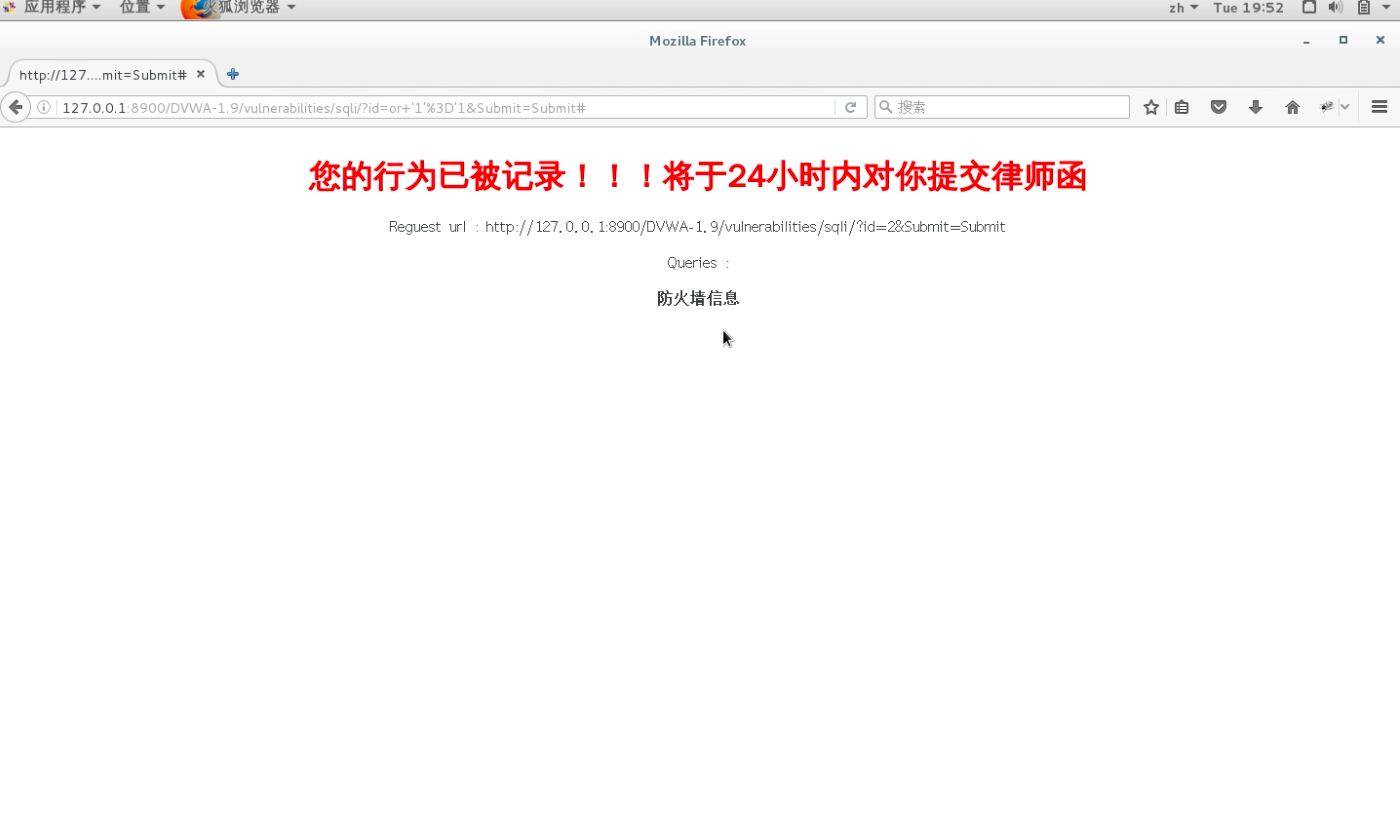 应用程序 位置 狐浏览器 zh Tue 19:52
Mozilla Firefox
http://127....mit=Submit#
127.0.0.1:8900/DVWA-1.9/vulnerabilities/sqli/?id=or+'1'%3D'1&Submit=Submit# 搜索
您的行为已被记录！！！将于24小时内对你提交律师函
Reguest url : http://127.0.0.1:8900/DVWA-1.9/vulnerabilities/sqli/?id=2&Submit=Submit
Queries :
防火墙信息